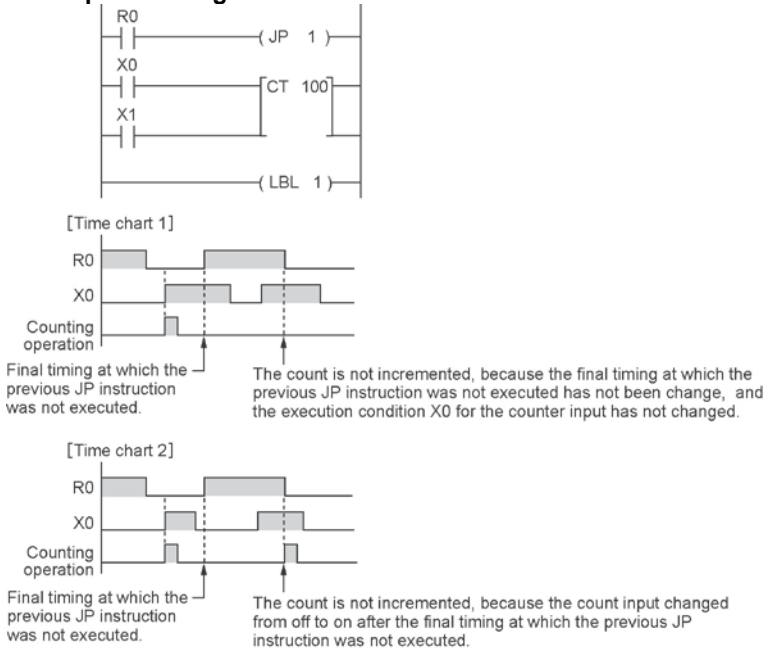 R0
( JP 1 )
X0
[CT 100]
X1
( LBL 1 )
[Time chart 1]
R0
X0
Counting
operation
Final timing at which the
previous JP instruction
was not executed.
The count is not incremented, because the final timing at which the
previous JP instruction was not executed has not been change, and
the execution condition X0 for the counter input has not changed.
[Time chart 2]
R0
X0
Counting
operation
Final timing at which the
previous JP instruction
was not executed.
The count is not incremented, because the count input changed
from off to on after the final timing at which the previous JP
instruction was not executed.